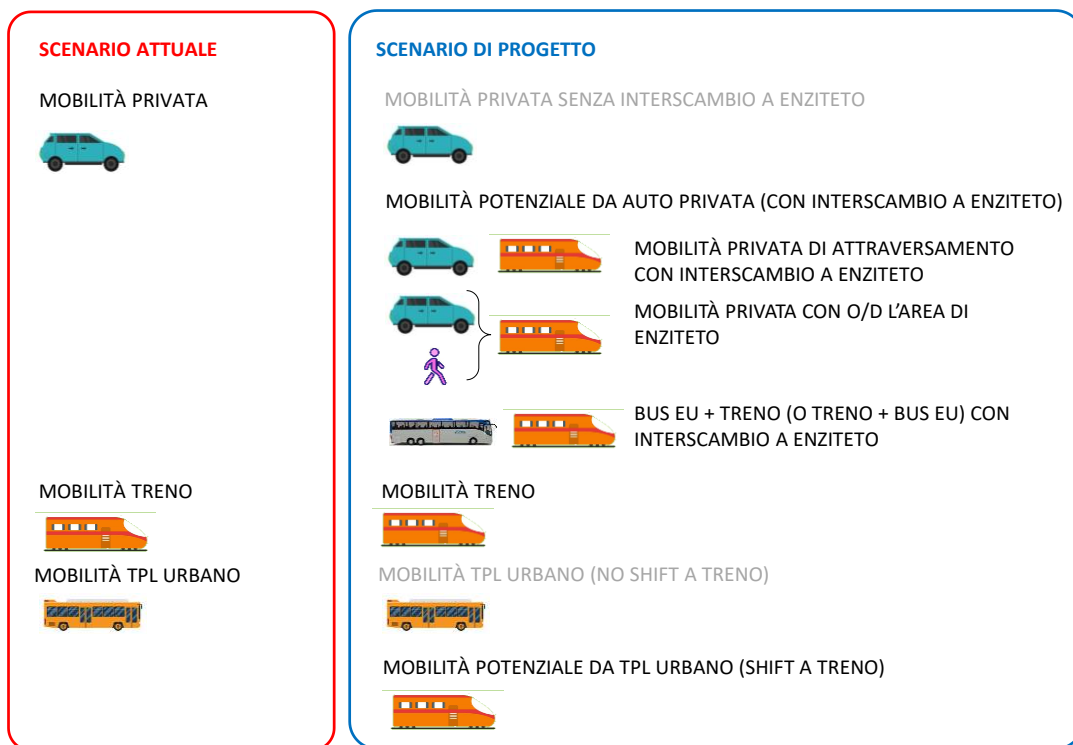 SCENARIO ATTUALE
MOBILITÀ PRIVATA
MOBILITÀ TRENO
MOBILITÀ TPL URBANO
SCENARIO DI PROGETTO
MOBILITÀ PRIVATA SENZA INTERSCAMBIO A ENZITETO
MOBILITÀ POTENZIALE DA AUTO PRIVATA (CON INTERSCAMBIO A ENZITETO)
MOBILITÀ PRIVATA DI ATTRAVERSAMENTO
CON INTERSCAMBIO A ENZITETO
MOBILITÀ PRIVATA CON O/D L'AREA DI
ENZITETO
BUS EU + TRENO (O TRENO + BUS EU) CON
INTERSCAMBIO A ENZITETO
MOBILITÀ TRENO
MOBILITÀ TPL URBANO (NO SHIFT A TRENO)
MOBILITÀ POTENZIALE DA TPL URBANO (SHIFT A TRENO)